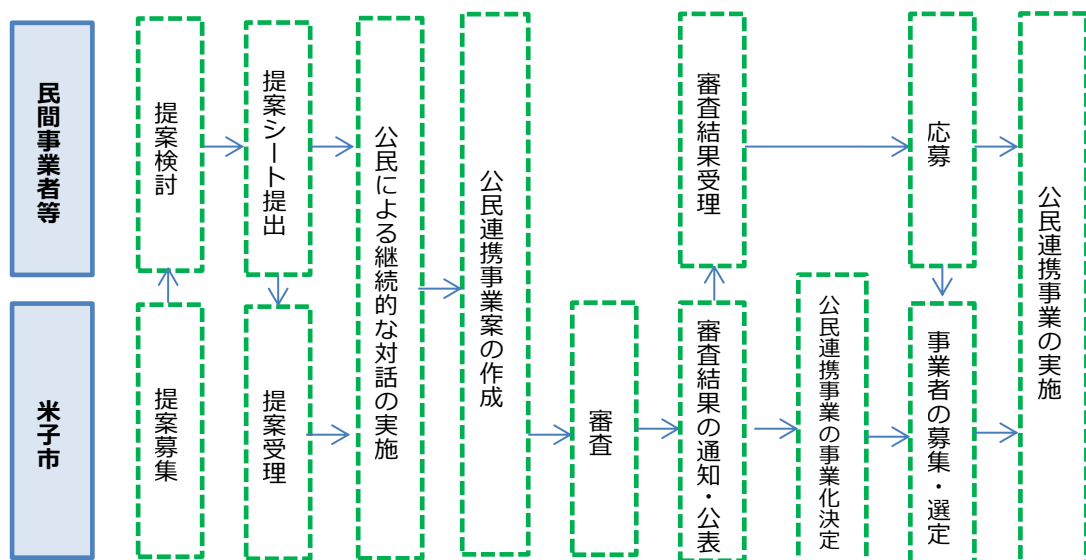 民間事業者等
提案検討
提案シート提出
公民による継続的な対話の実施
公民連携事業案の作成
審査結果受理
応募
公民連携事業の実施
米子市
提案募集
提案受理
審査
審査結果の通知・公表
公民連携事業の事業化決定
事業者の募集・選定